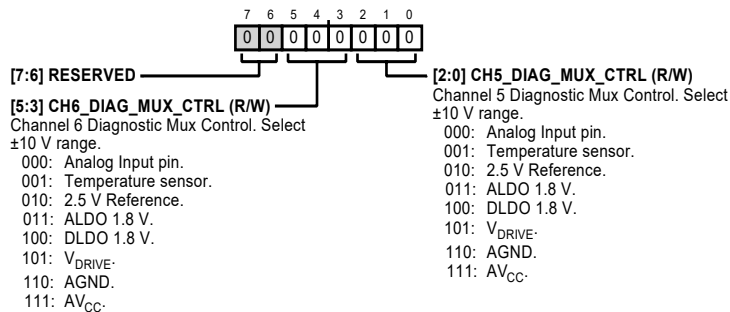 7 6 5 4 3 2 1 0
0 0 0 0 0 0 0 0
[7:6] RESERVED
[5:3] CH6_DIAG_MUX_CTRL (R/W)
Channel 6 Diagnostic Mux Control. Select
±10 V range.
000: Analog Input pin.
001: Temperature sensor.
010: 2.5 V Reference.
011: ALDO 1.8 V.
100: DLDO 1.8 V.
101: VDRIVE.
110: AGND.
111: AVCC.
[2:0] CH5_DIAG_MUX_CTRL (R/W)
Channel 5 Diagnostic Mux Control. Select
±10 V range.
000: Analog Input pin.
001: Temperature sensor.
010: 2.5 V Reference.
011: ALDO 1.8 V.
100: DLDO 1.8 V.
101: VDRIVE.
110: AGND.
111: AVCC.